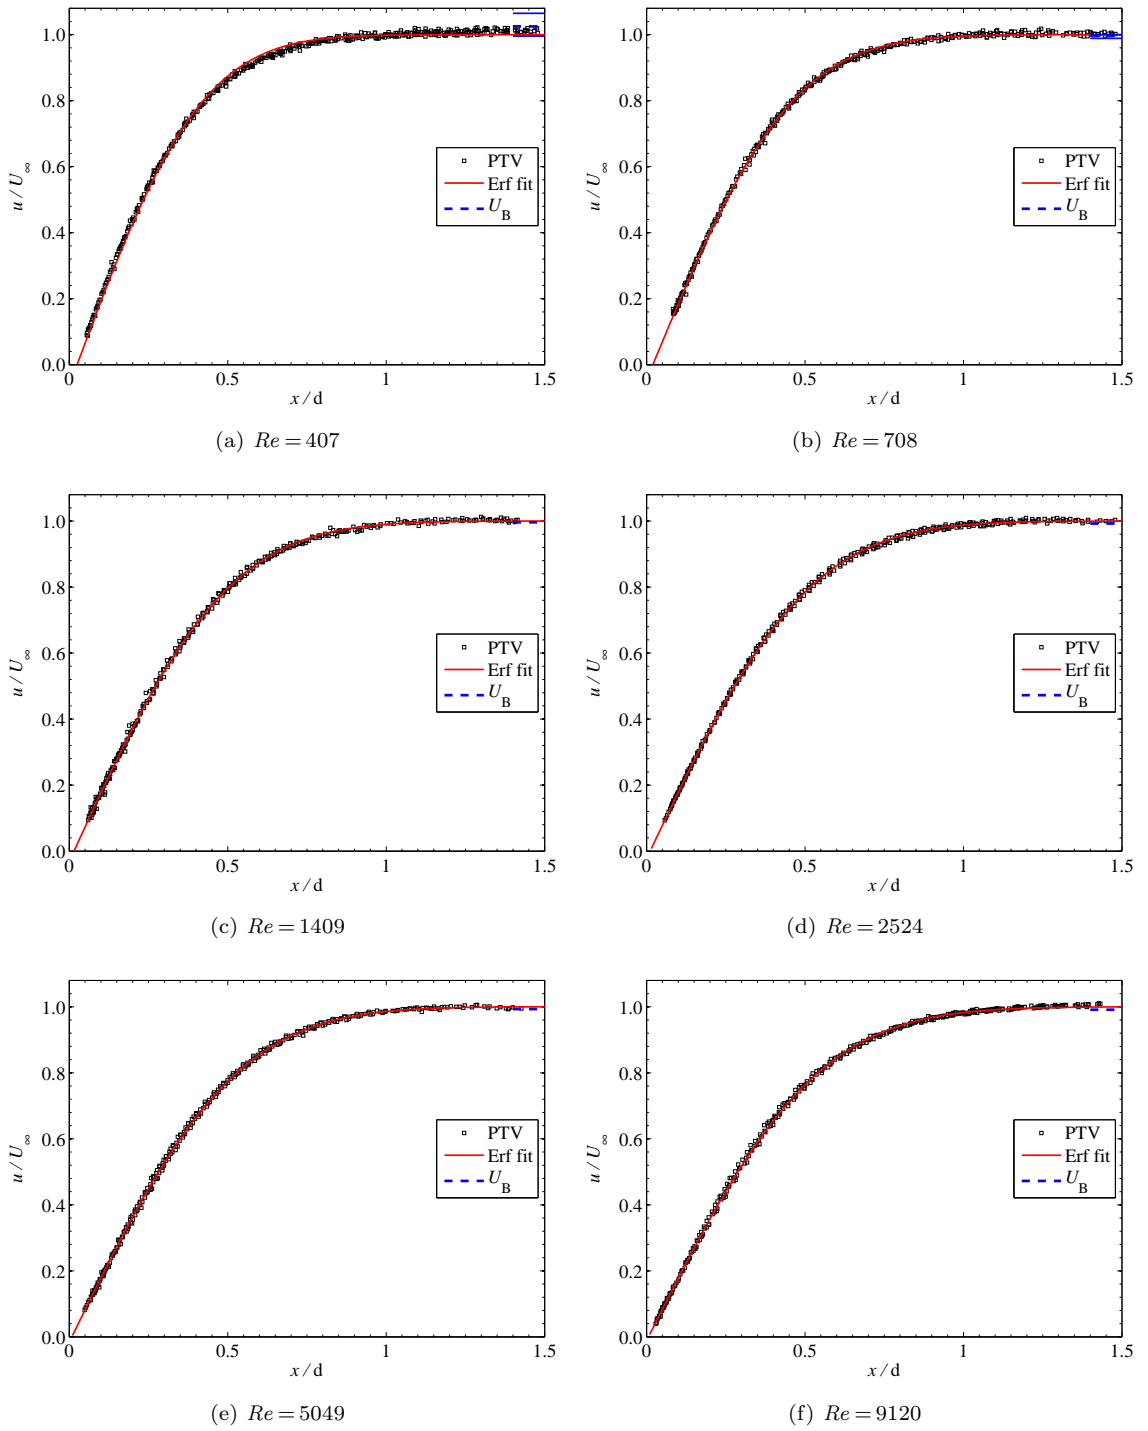 1.0
0.8
0.6
0.4
0.2
0.0
u / U∞
PTV
Erf fit
U_B
0 0.5 1 1.5
x / d
(a) Re = 407
1.0
0.8
0.6
0.4
0.2
0.0
u / U∞
PTV
Erf fit
U_B
0 0.5 1 1.5
x / d
(b) Re = 708
1.0
0.8
0.6
0.4
0.2
0.0
u / U∞
PTV
Erf fit
U_B
0 0.5 1 1.5
x / d
(c) Re = 1409
1.0
0.8
0.6
0.4
0.2
0.0
u / U∞
PTV
Erf fit
U_B
0 0.5 1 1.5
x / d
(d) Re = 2524
1.0
0.8
0.6
0.4
0.2
0.0
u / U∞
PTV
Erf fit
U_B
0 0.5 1 1.5
x / d
(e) Re = 5049
1.0
0.8
0.6
0.4
0.2
0.0
u / U∞
PTV
Erf fit
U_B
0 0.5 1 1.5
x / d
(f) Re = 9120